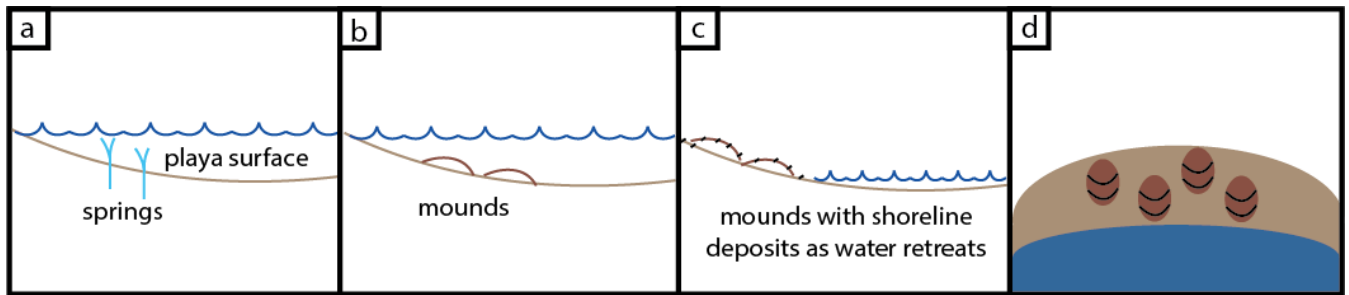 a
playa surface
springs
b
mounds
c
mounds with shoreline
deposits as water retreats
d